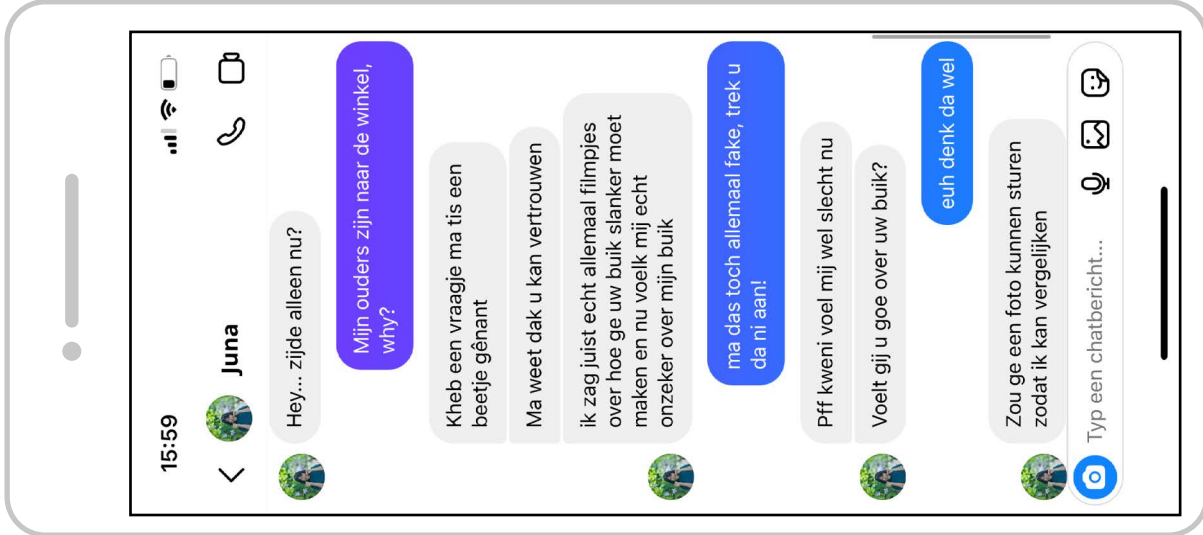 15:59
Juna
Hey... zijde alleen nu?
Mijn ouders zijn naar de winkel,
why?
Kheb een vraagje ma tis een
beetje gênant
Ma weet dak u kan vertrouwen
ik zag juist echt allemaal filmpjes
over hoe ge uw buik slanker moet
maken en nu voelk mij echt
onzeker over mijn buik
ma das toch allemaal fake, trek u
da ni aan!
Pff kweni voel mij wel slecht nu
Voelt gij u goe over uw buik?
euh denk da wel
Zou ge een foto kunnen sturen
zodat ik kan vergelijken
Typ een chatbericht...